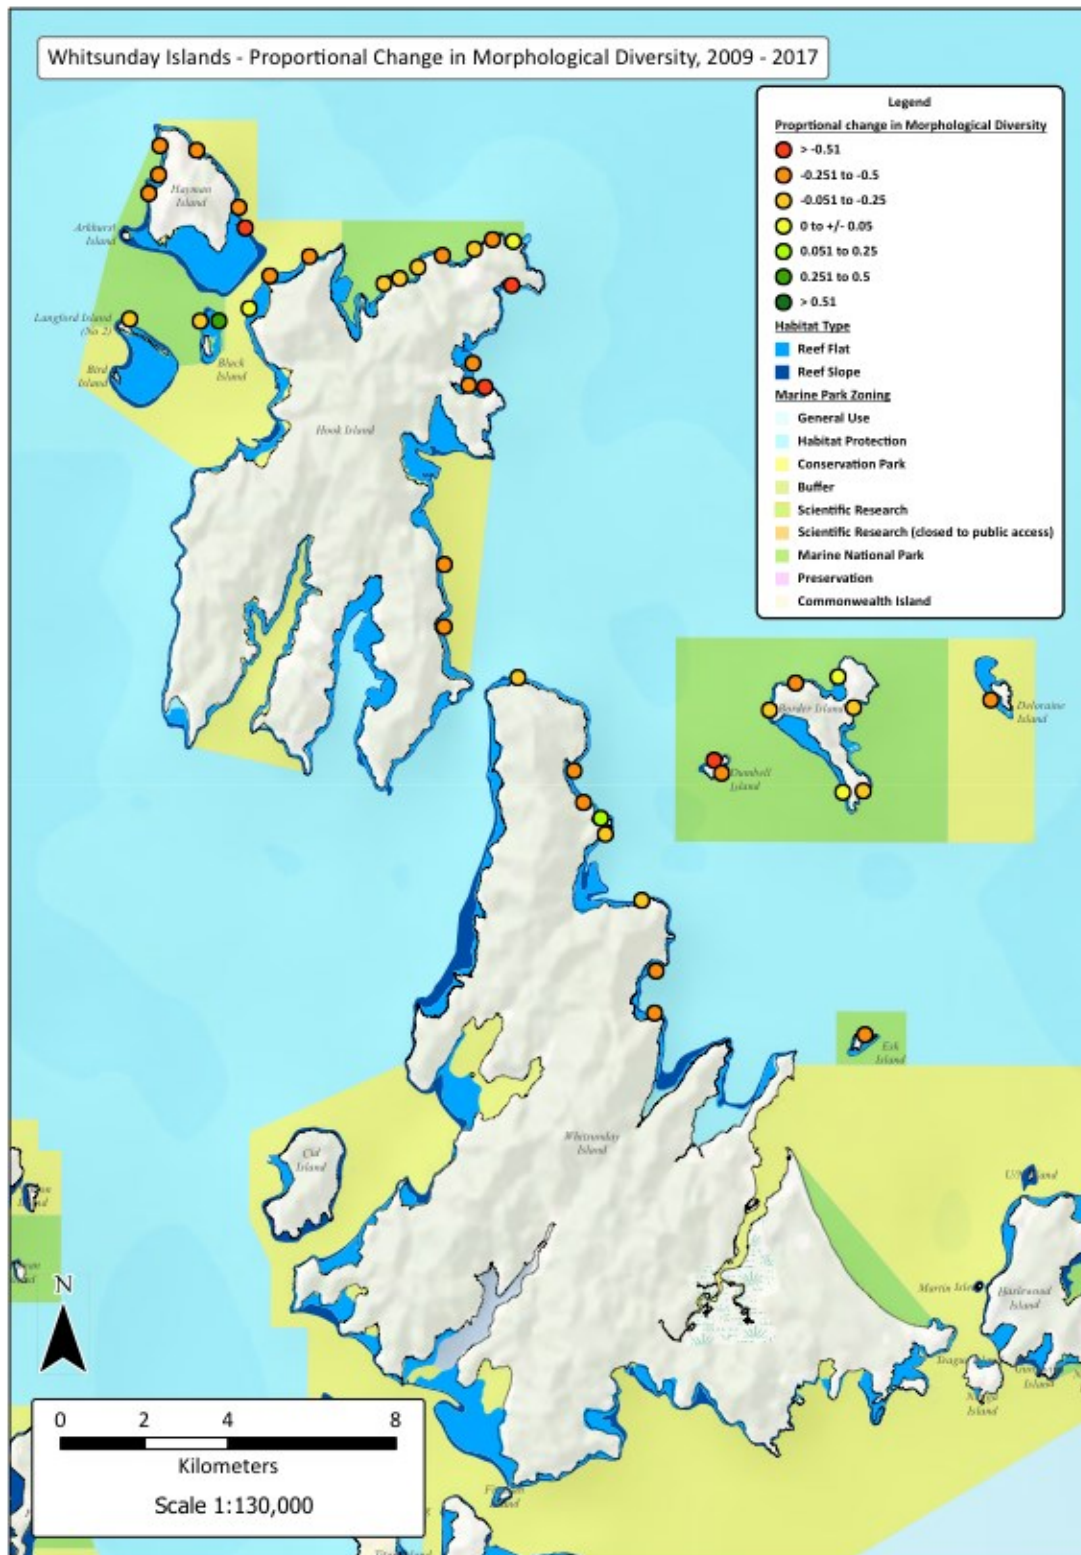 Whitsunday Islands - Proportional Change in Morphological Diversity, 2009 - 2017
Legend
Proprtional change in Morphological Diversity
> -0.51
-0.251 to -0.5
-0.051 to -0.25
0 to +/- 0.05
0.051 to 0.25
0.251 to 0.5
> 0.51
Habitat Type
Reef Flat
Reef Slope
Marine Park Zoning
General Use
Habitat Protection
Conservation Park
Buffer
Scientific Research
Scientific Research (closed to public access)
Marine National Park
Preservation
Commonwealth Island
Hayman
Island
Arkhurst
Island
Langford Island
(No 2)
Bird
Island
Black
Island
Hook Island
Border Island
Deloraine
Island
Dumbell
Island
Esk
Island
Whitsunday
Island
Cid
Island
Island
Martin
Haslewood
Island
Island
Island
N
0 2 4 8
Kilometers
Scale 1:130,000